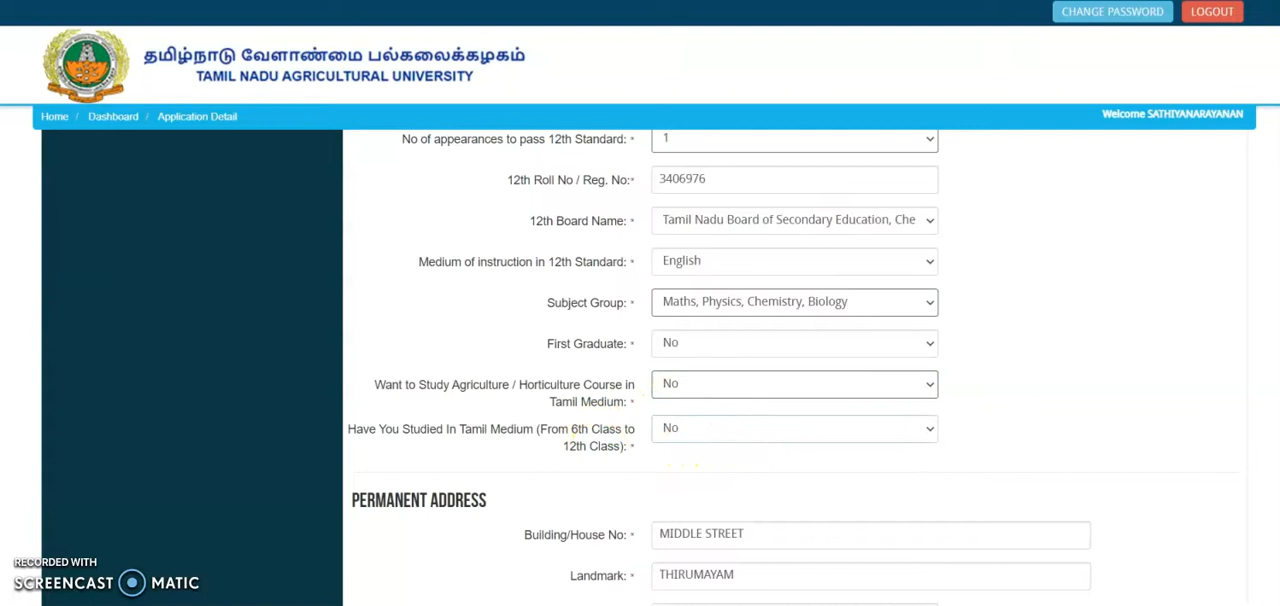 CHANGE PASSWORD LOGOUT
தமிழ்நாடு வேளாண்மை பல்கலைக்கழகம்
TAMIL NADU AGRICULTURAL UNIVERSITY
Home / Dashboard / Application Detail Welcome SATHIYANARAYANAN
No of appearances to pass 12th Standard: * 1
12th Roll No / Reg. No:* 3406976
12th Board Name: * Tamil Nadu Board of Secondary Education, Che
Medium of instruction in 12th Standard: * English
Subject Group: * Maths, Physics, Chemistry, Biology
First Graduate: * No
Want to Study Agriculture / Horticulture Course in No
Tamil Medium: *
Have You Studied In Tamil Medium (From 6th Class to No
12th Class): *
PERMANENT ADDRESS
Building/House No: * MIDDLE STREET
Landmark: * THIRUMAYAM
RECORDED WITH
SCREENCAST MATIC